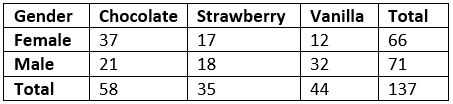 Gender Chocolate Strawberry Vanilla Total
Female 37 17 12 66
Male 21 18 32 71
Total 58 35 44 137